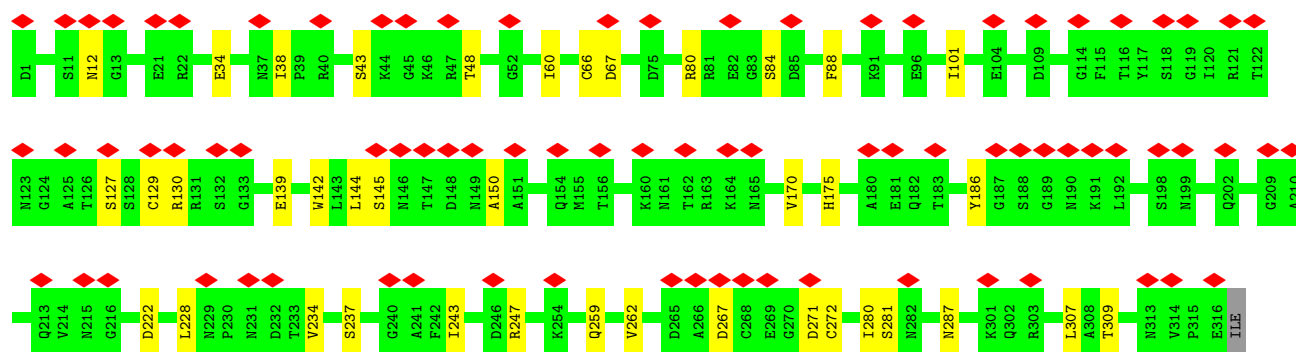 D1 S11 N12 G13 E21 R22 E34 N37 I38 P39 R40 S43 K44 G45 K46 R47 T48 G52 I60 C66 D67 D75 R80 R81 E82 G83 S84 D85 F88 K91 E96 I101 E104 D109 G114 F115 T116 Y117 S118 G119 I120 R121 T122
N123 G124 A125 T126 S127 S128 C129 R130 R131 S132 G133 E139 W142 L143 L144 S145 N146 T147 D148 N149 A150 A151 Q154 M155 T156 K160 N161 T162 R163 K164 N165 V170 H175 A180 E181 Q182 T183 Y186 G187 S188 G189 N190 K191 L192 S198 N199 Q202 G209 A210
Q213 V214 N215 G216 D222 L228 N229 P230 N231 D232 T233 V234 S237 G240 A241 F242 I243 D246 R247 K254 Q259 V262 D265 A266 D267 C268 E269 G270 D271 C272 I280 S281 N282 N287 K301 Q302 R303 L307 A308 T309 N313 V314 P315 E316 ILE